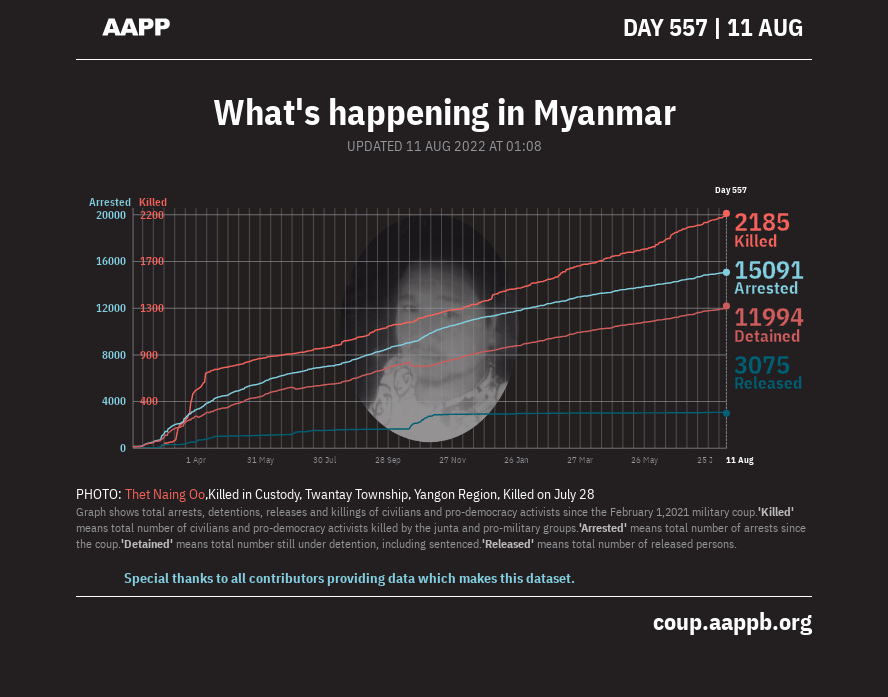 AAPP
DAY 557 | 11 AUG
What's happening in Myanmar
UPDATED 11 AUG 2022 AT 01:08
Day 557
Arrested Killed
20000 2200
16000 1700
12000 1300
8000 900
4000 400
0
2185
Killed
15091
Arrested
11994
Detained
3075
Released
1 Apr 31 May 30 Jul 28 Sep 27 Nov 26 Jan 27 Mar 26 May 25 J 11 Aug
PHOTO: Thet Naing Oo,Killed in Custody, Twantay Township, Yangon Region, Killed on July 28
Graph shows total arrests, detentions, releases and killings of civilians and pro-democracy activists since the February 1,2021 military coup.'Killed'
means total number of civilians and pro-democracy activists killed by the junta and pro-military groups.'Arrested' means total number of arrests since
the coup.'Detained' means total number still under detention, including sentenced.'Released' means total number of released persons.
Special thanks to all contributors providing data which makes this dataset.
coup.aappb.org